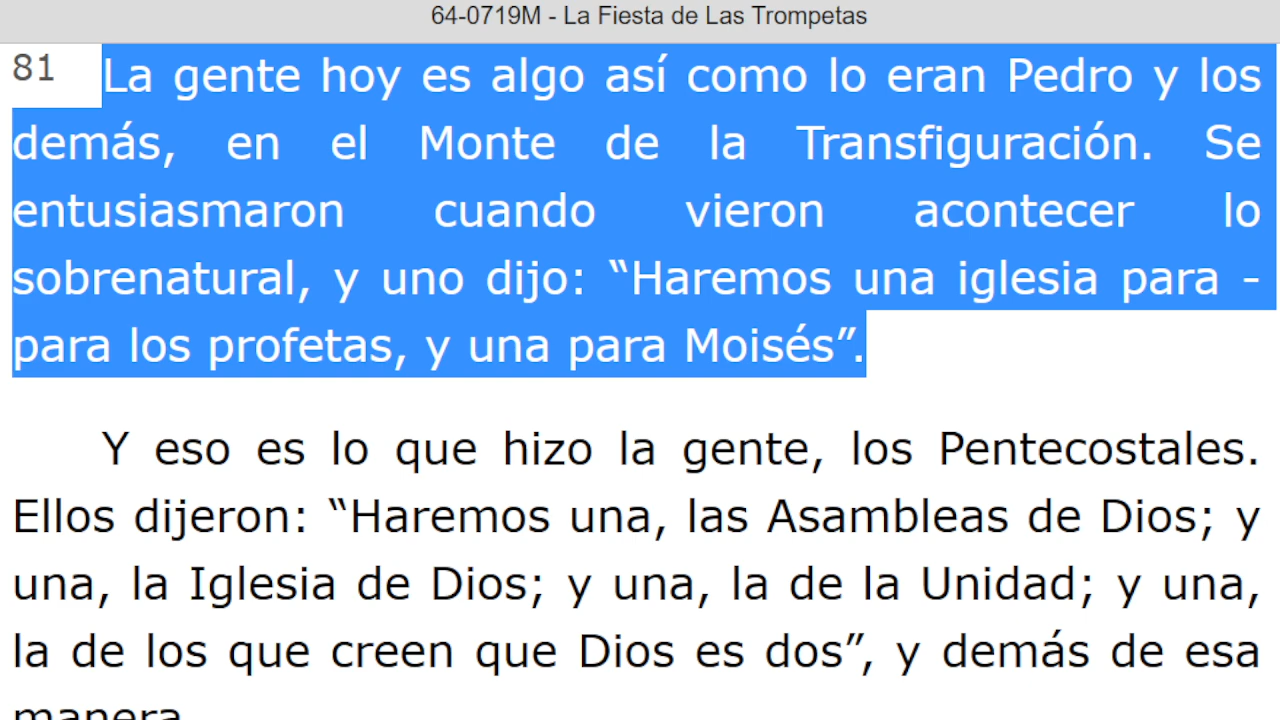 64-0719M - La Fiesta de Las Trompetas
81 La gente hoy es algo así como lo eran Pedro y los
demás, en el Monte de la Transfiguración. Se
entusiasmaron cuando vieron acontecer lo
sobrenatural, y uno dijo: “Haremos una iglesia para -
para los profetas, y una para Moisés”.
Y eso es lo que hizo la gente, los Pentecostales.
Ellos dijeron: “Haremos una, las Asambleas de Dios; y
una, la Iglesia de Dios; y una, la de la Unidad; y una,
la de los que creen que Dios es dos”, y demás de esa
manera